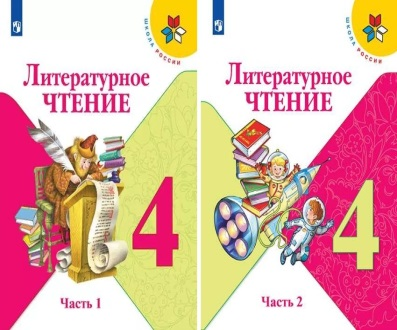 ШКОЛА РОССИИ
Литературное
ЧТЕНИЕ
4
Часть 1
ШКОЛА РОССИИ
Литературное
ЧТЕНИЕ
4
Часть 2